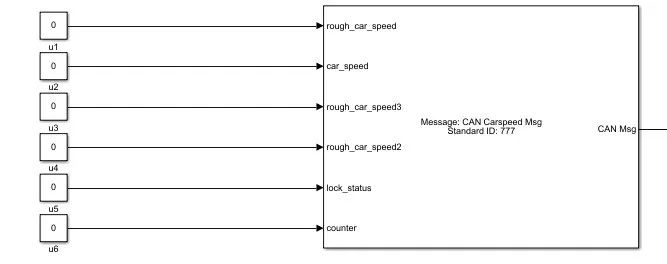 0
rough_car_speed
u1
0
car_speed
u2
0
rough_car_speed3
u3
Message: CAN Carspeed Msg
Standard ID: 777
CAN Msg
0
rough_car_speed2
u4
0
lock_status
u5
0
counter
u6